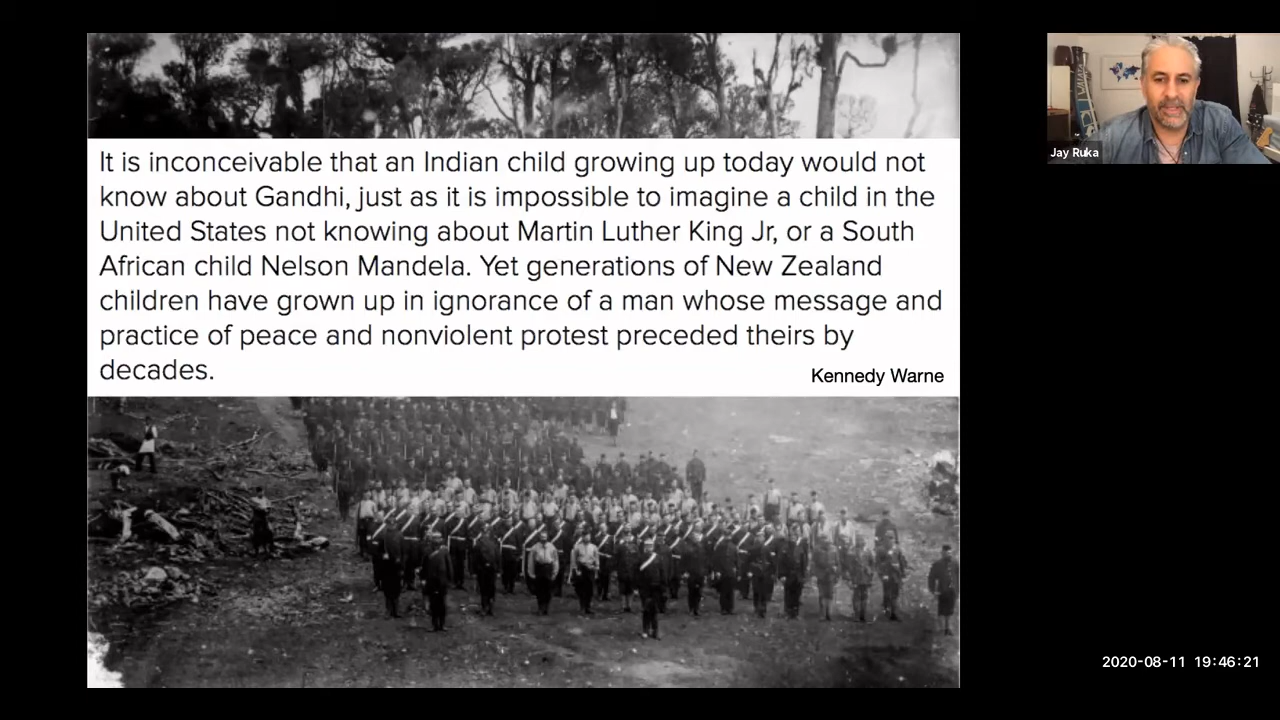 It is inconceivable that an Indian child growing up today would not
know about Gandhi, just as it is impossible to imagine a child in the
United States not knowing about Martin Luther King Jr, or a South
African child Nelson Mandela. Yet generations of New Zealand
children have grown up in ignorance of a man whose message and
practice of peace and nonviolent protest preceded theirs by
decades.
Kennedy Warne
Jay Ruka
2020-08-11 19:46:21